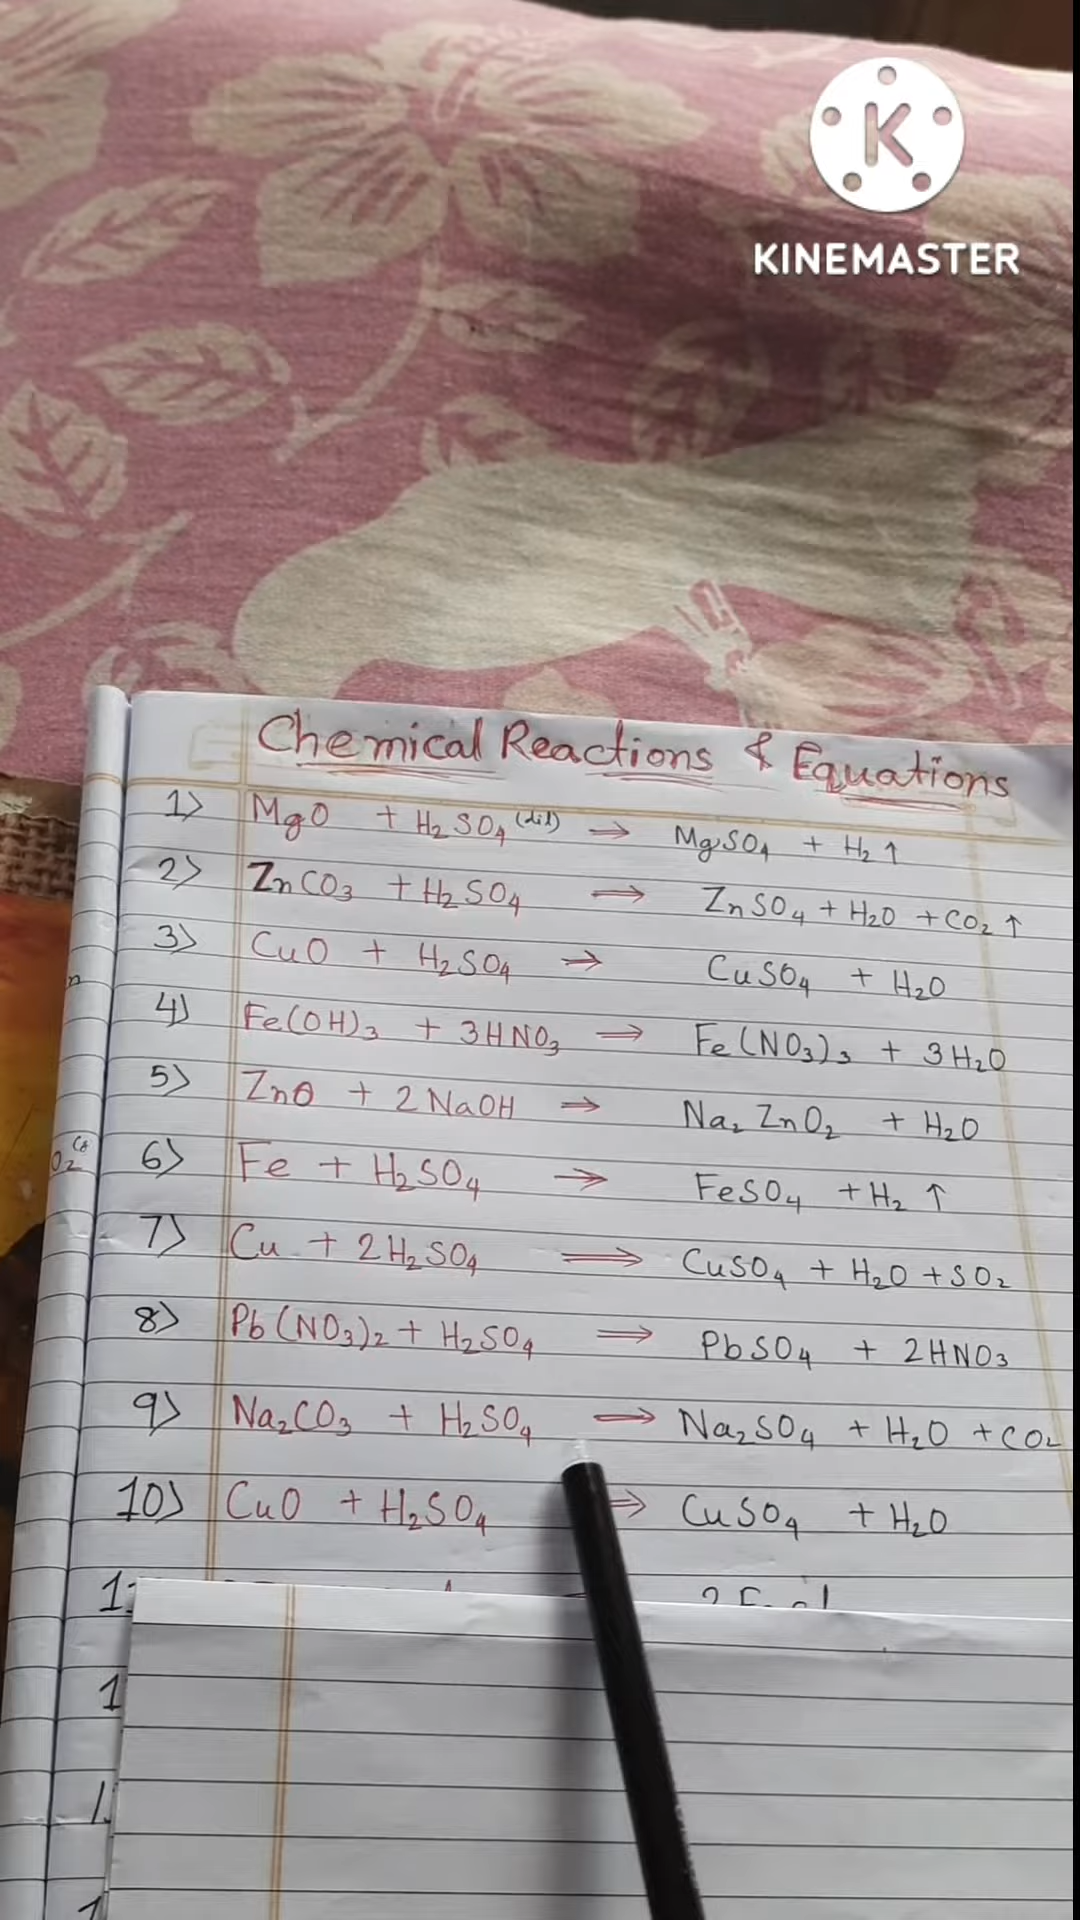 K
KINEMASTER
Chemical Reactions & Equations
1) MgO + H₂SO₄ (dil) → MgSO₄ + H₂↑
2) ZnCO₃ + H₂SO₄ ⇒ ZnSO₄ + H₂O + CO₂↑
3) CuO + H₂SO₄ ⇒ CuSO₄ + H₂O
4) Fe(OH)₃ + 3HNO₃ ⇒ Fe(NO₃)₃ + 3H₂O
5) ZnO + 2NaOH ⇒ Na₂ZnO₂ + H₂O
6) Fe + H₂SO₄ ⇒ FeSO₄ + H₂↑
7) Cu + 2H₂SO₄ ⇒ CuSO₄ + H₂O + SO₂
8) Pb(NO₃)₂ + H₂SO₄ ⇒ PbSO₄ + 2HNO₃
9) Na₂CO₃ + H₂SO₄ ⇒ Na₂SO₄ + H₂O + CO₂
10) CuO + H₂SO₄ ⇒ CuSO₄ + H₂O